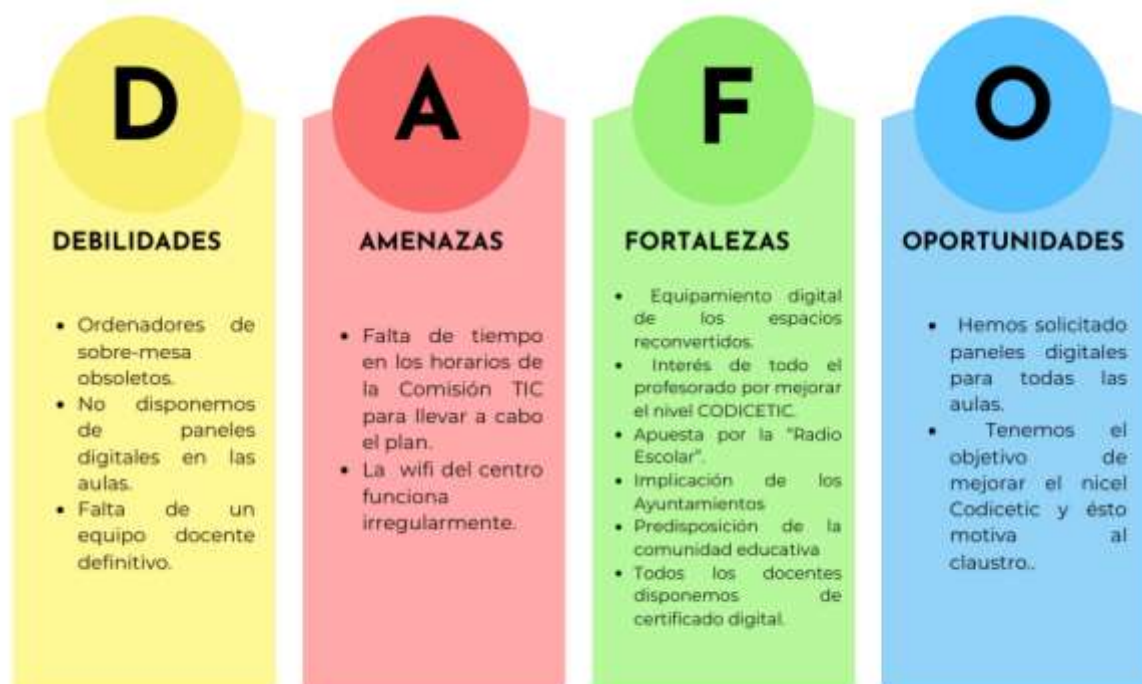 D
DEBILIDADES
• Ordenadores de
sobre-mesa
obsoletos.
• No disponemos
de paneles
digitales en las
aulas.
• Falta de un
equipo docente
definitivo.
A
AMENAZAS
• Falta de tiempo
en los horarios de
la Comisión TIC
para llevar a cabo
el plan.
• La wifi del centro
funciona
irregularmente.
F
FORTALEZAS
• Equipamiento digital
de los espacios
reconvertidos.
• Interés de todo el
profesorado por mejorar
el nivel CODICETIC.
• Apuesta por la "Radio
Escolar".
• Implicación de los
Ayuntamientos
• Predisposición de la
comunidad educativa
• Todos los docentes
disponemos de
certificado digital.
O
OPORTUNIDADES
• Hemos solicitado
paneles digitales
para todas las
aulas.
• Tenemos el
objetivo de
mejorar el nicel
Codicetic y ésto
motiva al
claustro..